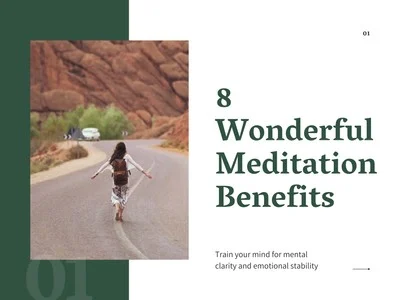 01
8
Wonderful
Meditation
Benefits
Train your mind for mental
clarity and emotional stability
01